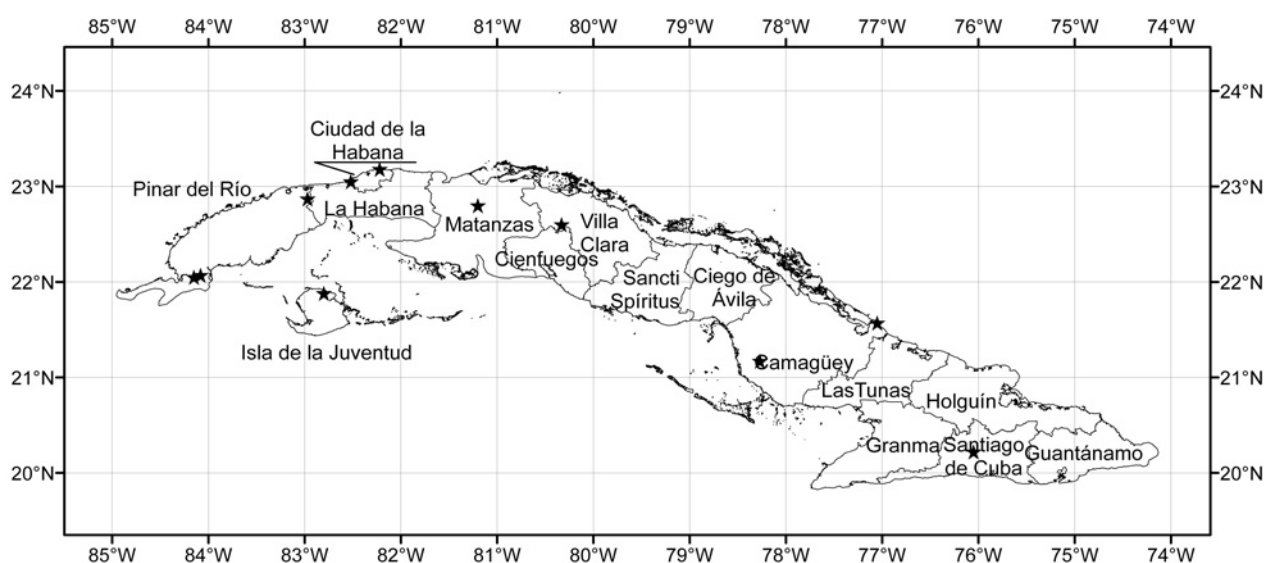 85°W 84°W 83°W 82°W 81°W 80°W 79°W 78°W 77°W 76°W 75°W 74°W
24°N 24°N
Ciudad de la
Habana
23°N 23°N
Pinar del Río
La Habana
Matanzas
Villa
Clara
Cienfuegos
22°N 22°N
Sancti
Spíritus
Ciego de
Ávila
Isla de la Juventud
Camagüey
21°N 21°N
LasTunas
Holguín
Granma
Santiago
de Cuba
Guantánamo
20°N 20°N
85°W 84°W 83°W 82°W 81°W 80°W 79°W 78°W 77°W 76°W 75°W 74°W